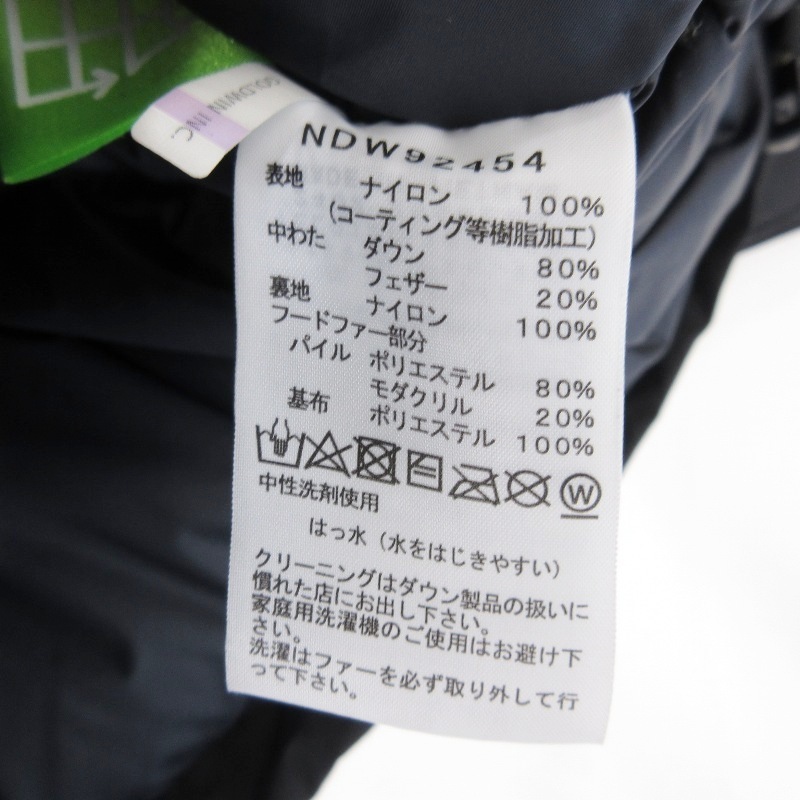 GOLDWIN INC.
NDW92454
表地 ナイロン 100%
(コーティング等樹脂加工)
中わた ダウン 80%
フェザー 20%
裏地 ナイロン 100%
フードファー部分
パイル ポリエステル 80%
モダクリル 20%
基布 ポリエステル 100%
W
中性洗剤使用
はっ水(水をはじきやすい)
クリーニングはダウン製品の扱いに
慣れた店にお出し下さい。
家庭用洗濯機のご使用はお避け下
さい。
洗濯はファーを必ず取り外して行
って下さい。